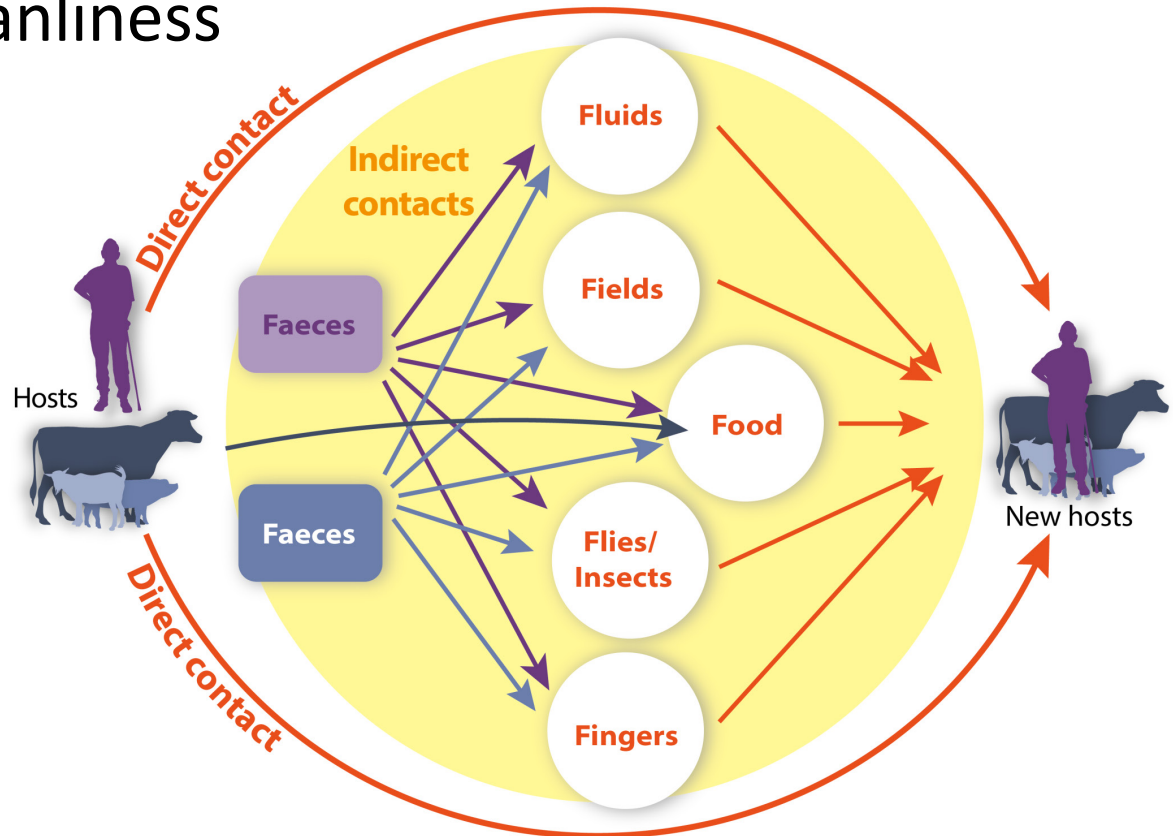 anliness
Direct contact
Indirect
contacts
Fluids
Fields
Faeces
Hosts
Food
Faeces
Flies/
Insects
New hosts
Direct contact
Fingers